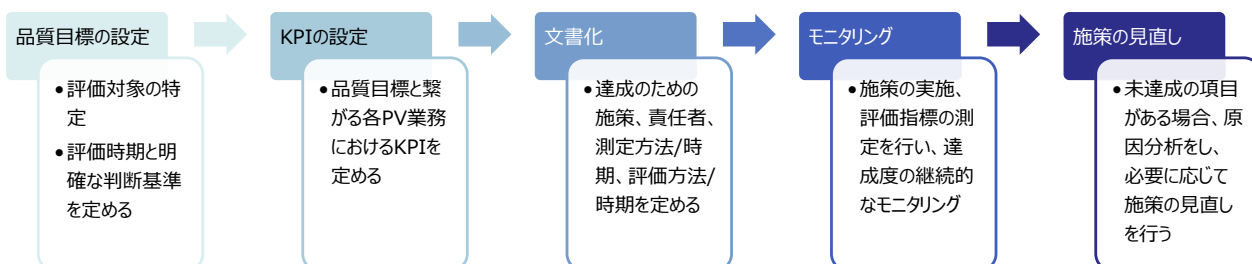 品質目標の設定
•評価対象の特
定
•評価時期と明
確な判断基準
を定める
KPIの設定
•品質目標と繋
がる各PV業務
におけるKPIを
定める
文書化
•達成のための
施策、責任者、
測定方法/時
期、評価方法/
時期を定める
モニタリング
•施策の実施、
評価指標の測
定を行い、達
成度の継続的
なモニタリング
施策の見直し
•未達成の項目
がある場合、原
因分析をし、
必要に応じて
施策の見直し
を行う